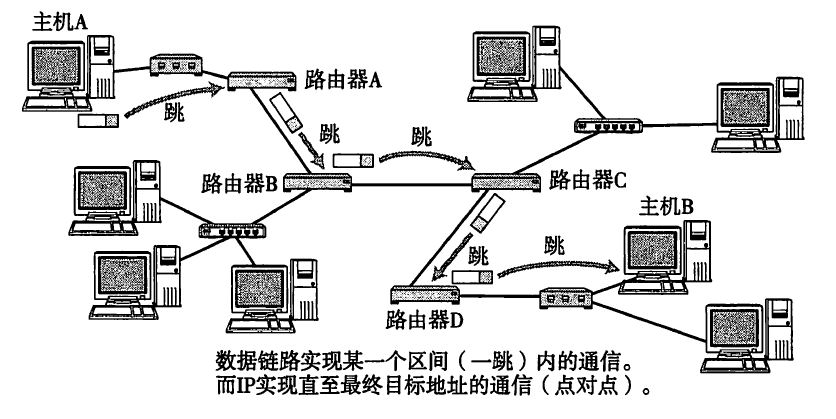 主机A
路由器A
跳
跳
跳
跳
路由器B
路由器C
主机B
跳
跳
路由器D
数据链路实现某一个区间（一跳）内的通信。
而IP实现直至最终目标地址的通信（点对点）。